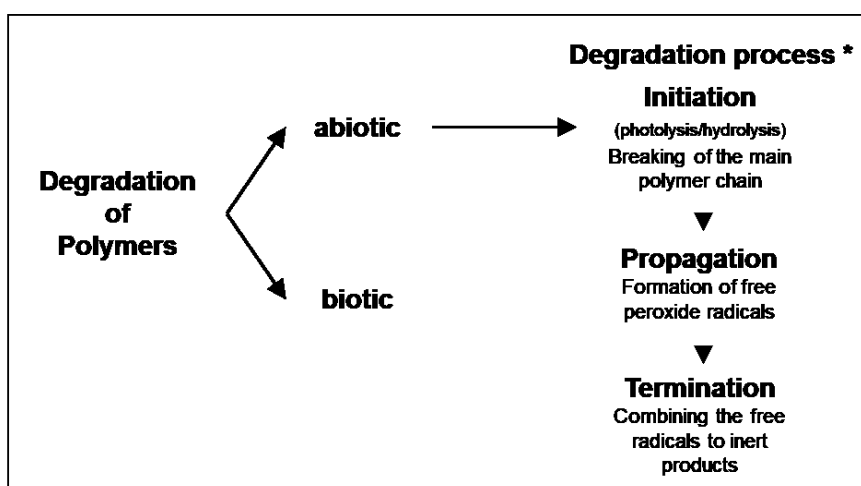 Degradation
of
Polymers
abiotic
biotic
Degradation process *
Initiation
(photolysis/hydrolysis)
Breaking of the main
polymer chain
Propagation
Formation of free
peroxide radicals
Termination
Combining the free
radicals to inert
products